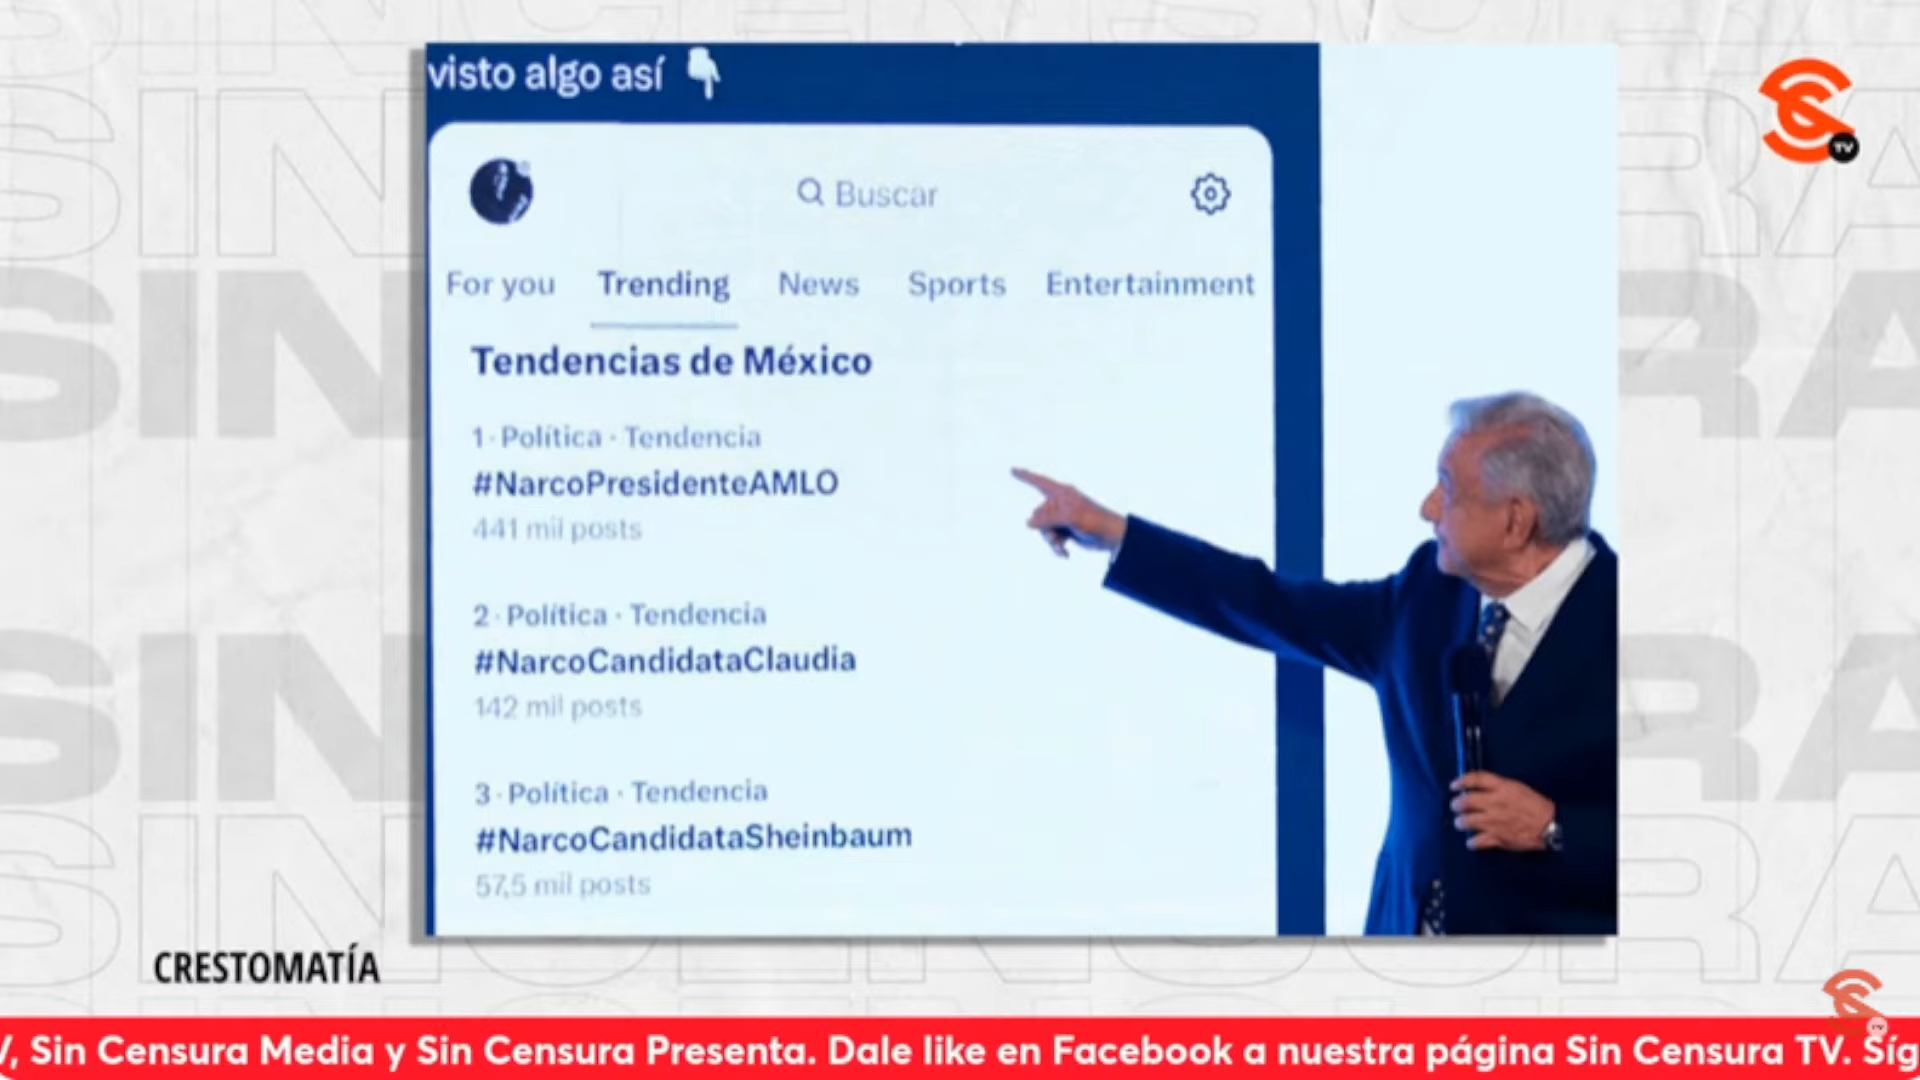 visto algo así
Buscar
For you Trending News Sports Entertainment
Tendencias de México
1 · Política · Tendencia
#NarcoPresidenteAMLO
441 mil posts
2 · Política · Tendencia
#NarcoCandidataClaudia
142 mil posts
3 · Política · Tendencia
#NarcoCandidataSheinbaum
57,5 mil posts
TV
CRESTOMATÍA
V, Sin Censura Media y Sin Censura Presenta. Dale like en Facebook a nuestra página Sin Censura TV. Síg
SIN
SIN